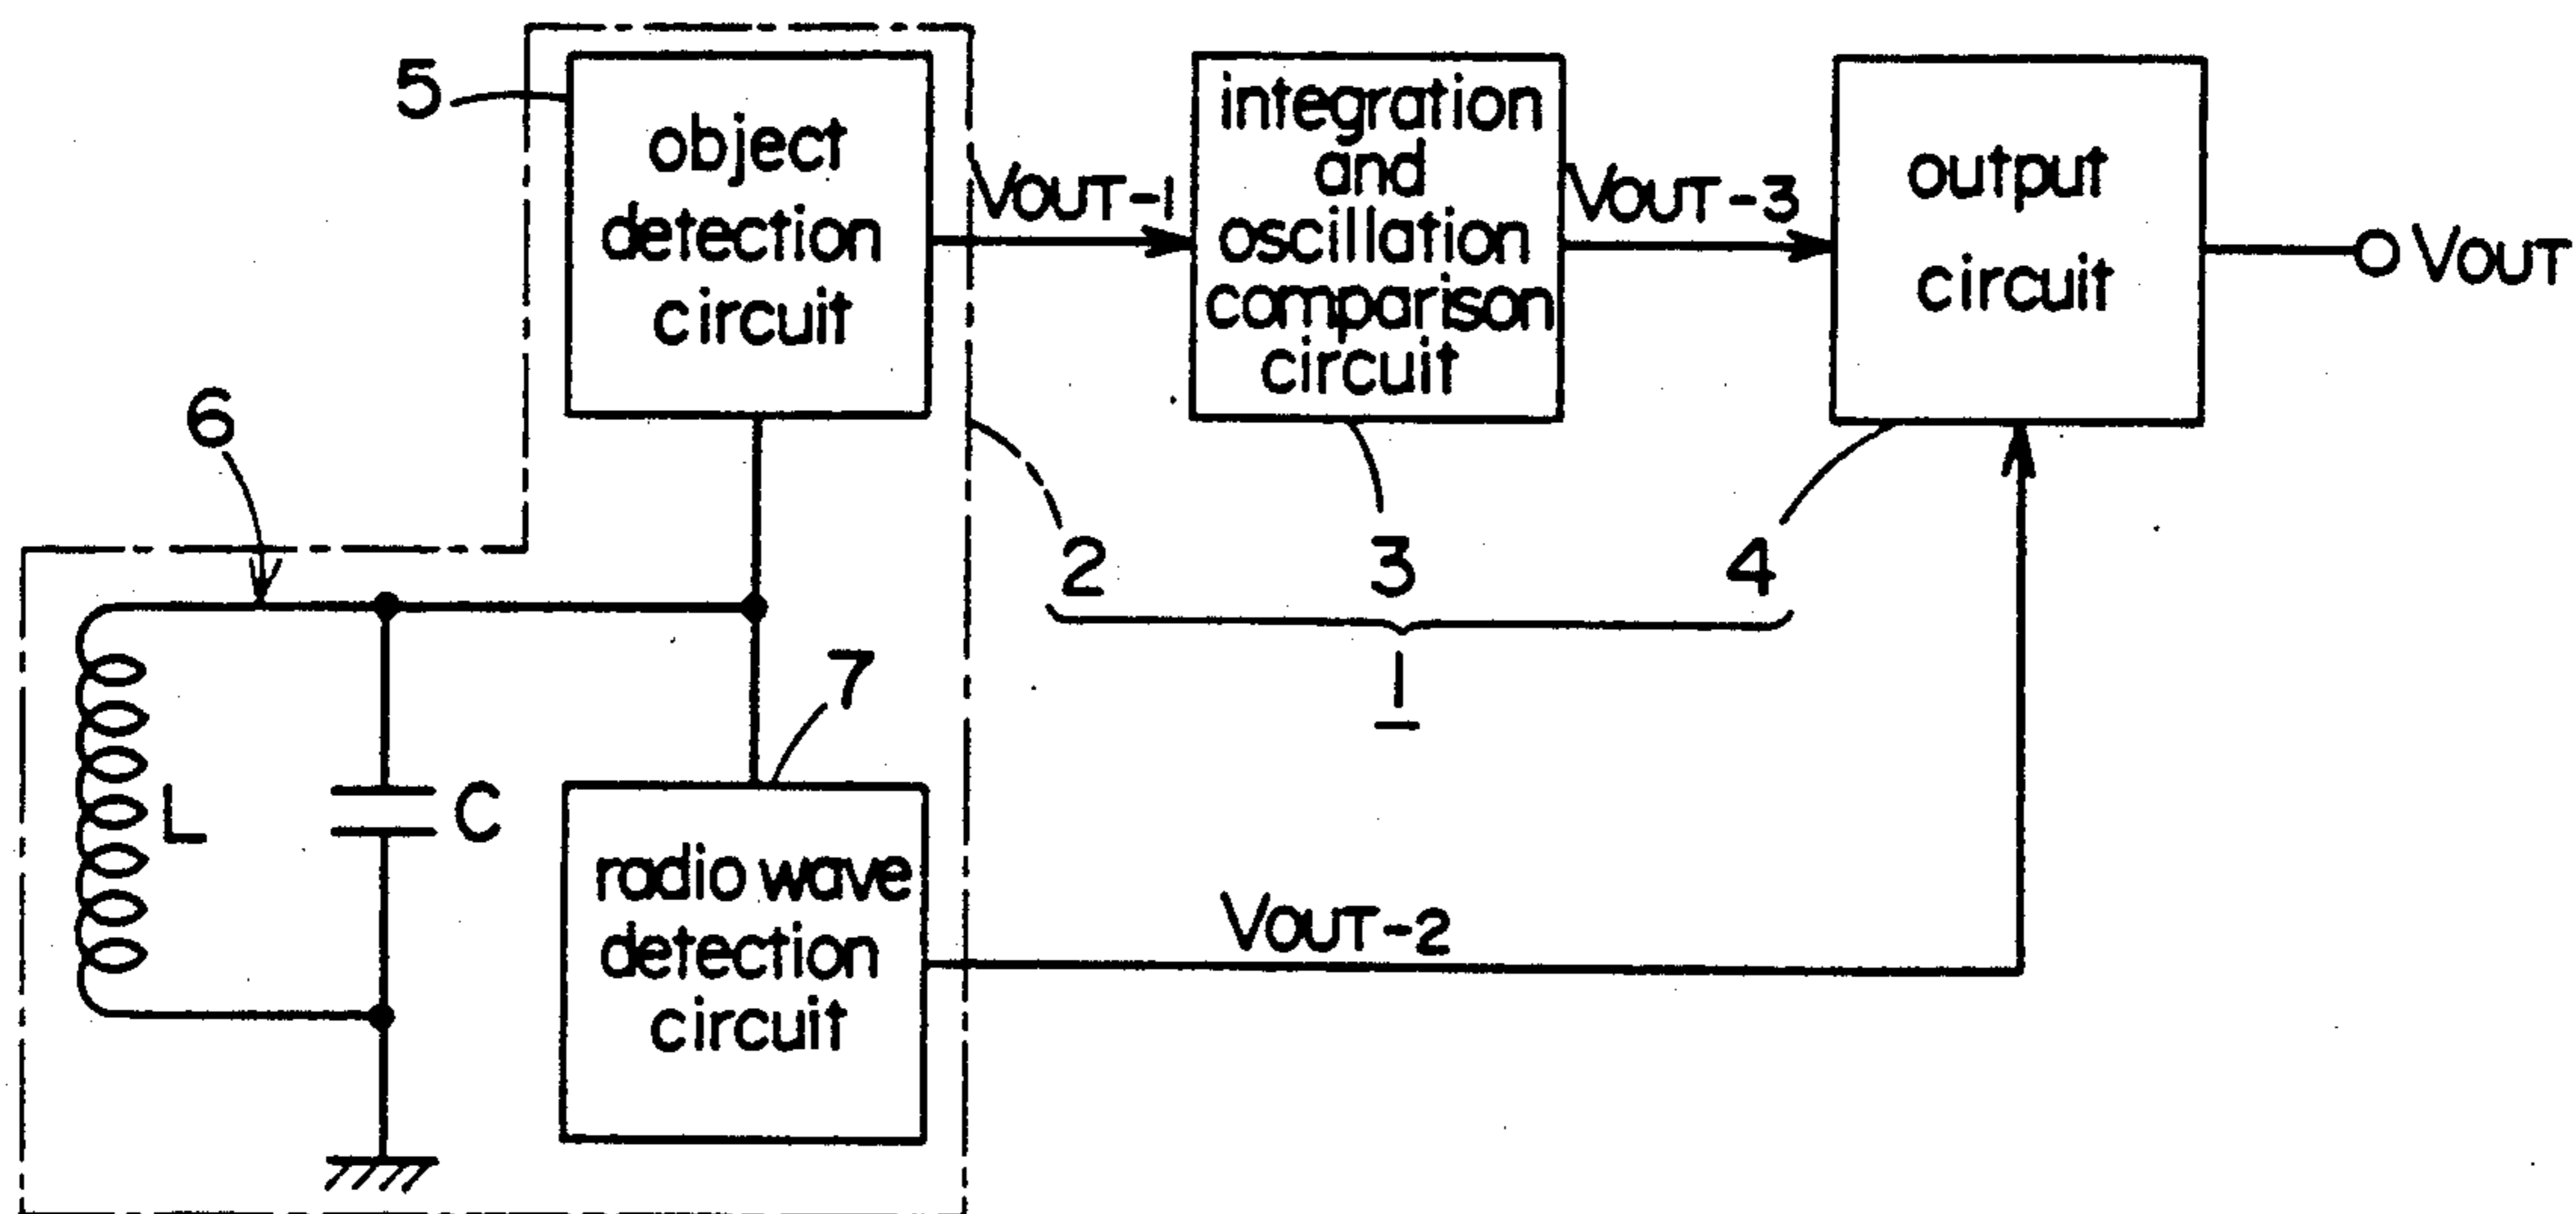 5
object
detection
circuit
VOUT-1
integration
and
oscillation
comparison
circuit
VOUT-3
output
circuit
VOUT
6
2
3
4
1
7
L
C
radio wave
detection
circuit
VOUT-2